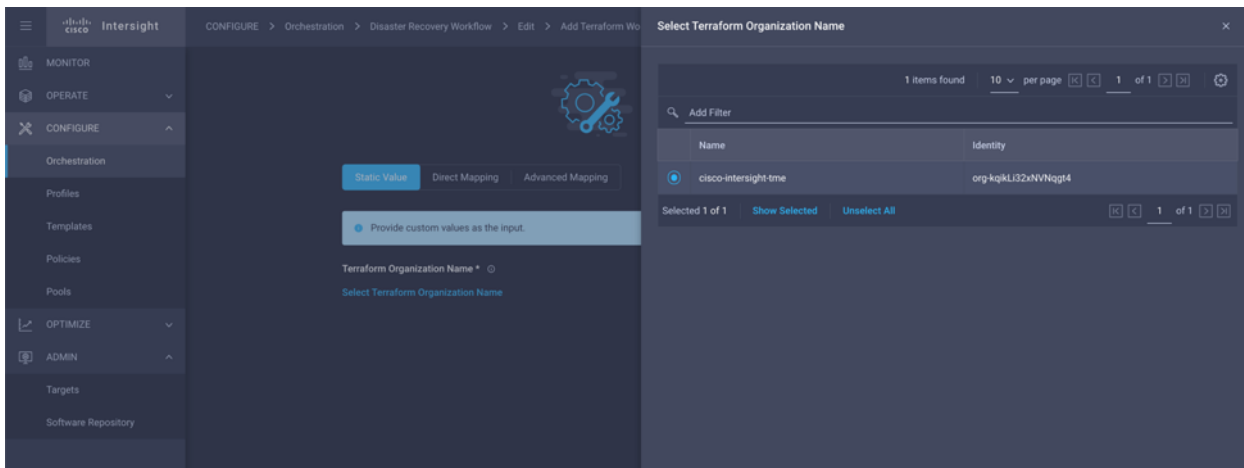 cisco Intersight
CONFIGURE > Orchestration > Disaster Recovery Workflow > Edit > Add Terraform Wo
MONITOR
OPERATE
CONFIGURE
Orchestration
Profiles
Templates
Policies
Pools
OPTIMIZE
ADMIN
Targets
Software Repository
Static Value Direct Mapping Advanced Mapping
Provide custom values as the input.
Terraform Organization Name *
Select Terraform Organization Name
Select Terraform Organization Name
1 items found 10 per page 1 of 1
Add Filter
Name Identity
cisco-intersight-tme org-kqikLi32xNVNqgt4
Selected 1 of 1 Show Selected Unselect All 1 of 1